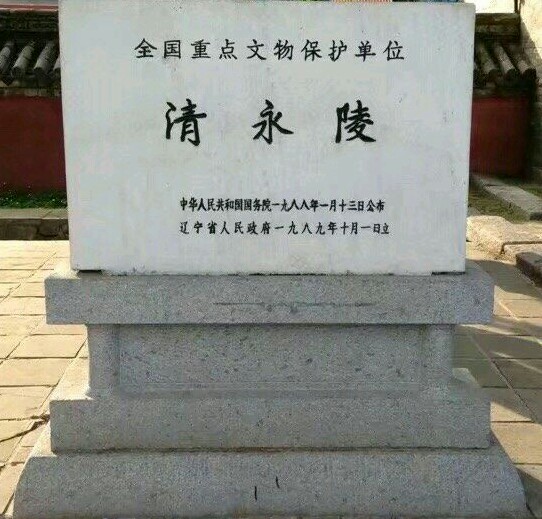 全国重点文物保护单位
清永陵
中华人民共和国国务院一九八八年一月十三日公布
辽宁省人民政府一九八九年十月一日立